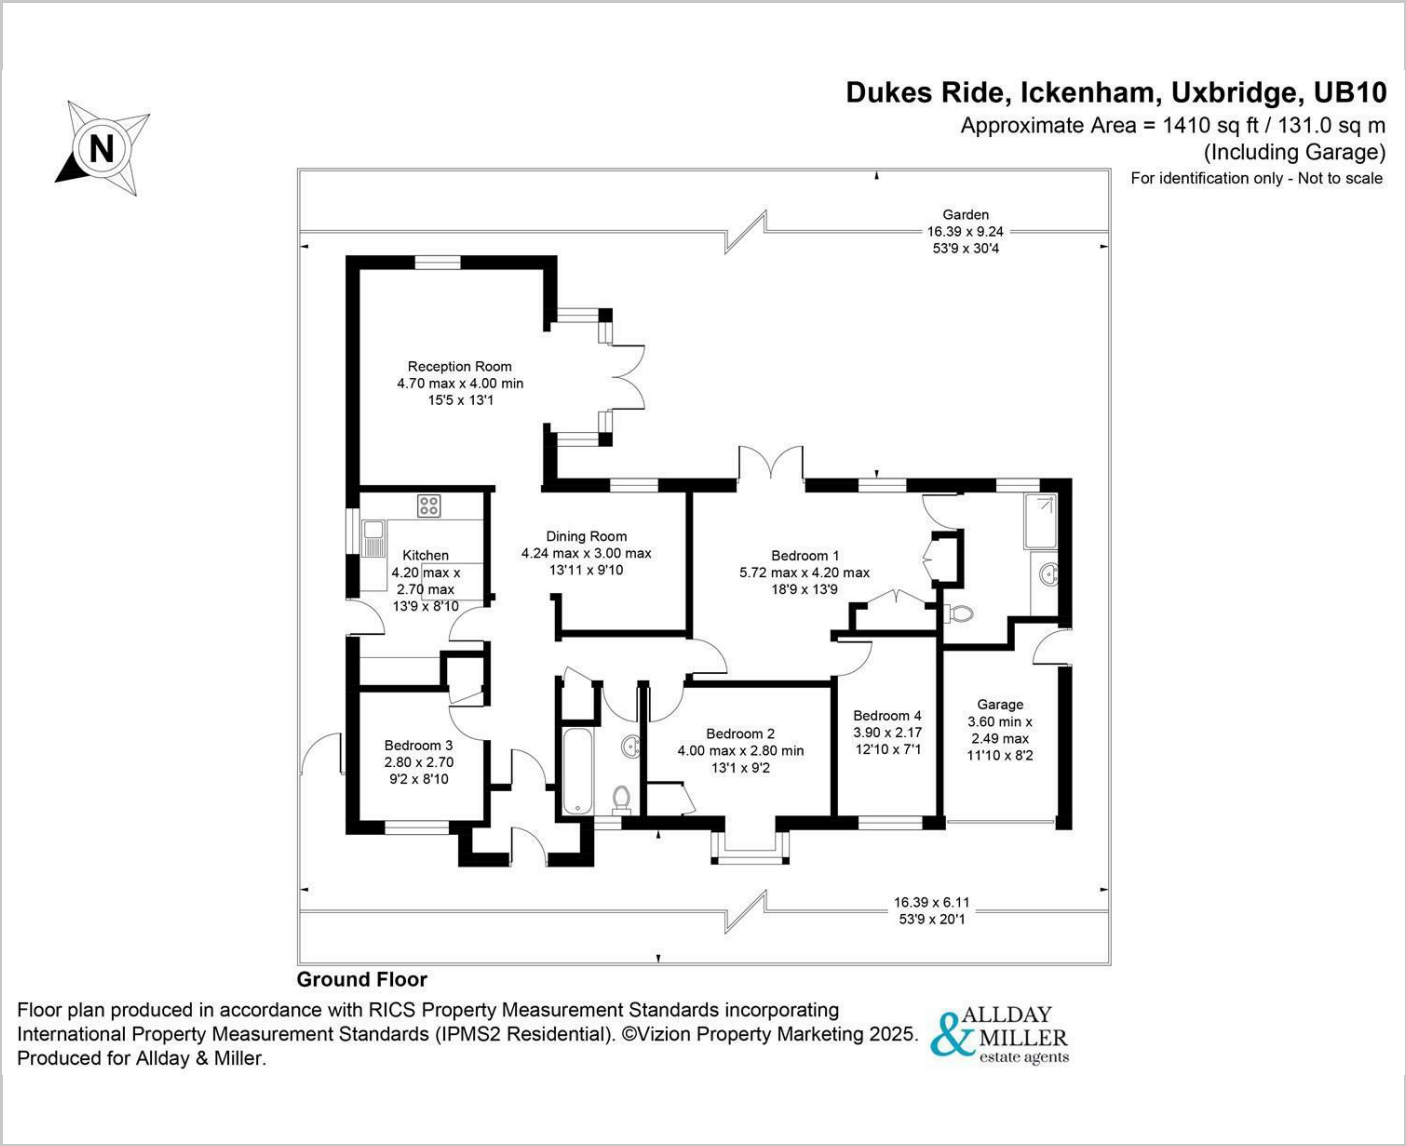 N
Dukes Ride, Ickenham, Uxbridge, UB10
Approximate Area = 1410 sq ft / 131.0 sq m
(Including Garage)
For identification only - Not to scale
Garden
16.39 x 9.24
53'9 x 30'4
Reception Room
4.70 max x 4.00 min
15'5 x 13'1
Kitchen
4.20 max x
2.70 max
13'9 x 8'10
Dining Room
4.24 max x 3.00 max
13'11 x 9'10
Bedroom 1
5.72 max x 4.20 max
18'9 x 13'9
Bedroom 3
2.80 x 2.70
9'2 x 8'10
Bedroom 2
4.00 max x 2.80 min
13'1 x 9'2
Bedroom 4
3.90 x 2.17
12'10 x 7'1
Garage
3.60 min x
2.49 max
11'10 x 8'2
16.39 x 6.11
53'9 x 20'1
Ground Floor
Floor plan produced in accordance with RICS Property Measurement Standards incorporating
International Property Measurement Standards (IPMS2 Residential). ©Vizion Property Marketing 2025.
Produced for Allday & Miller.
ALLDAY
& MILLER
estate agents